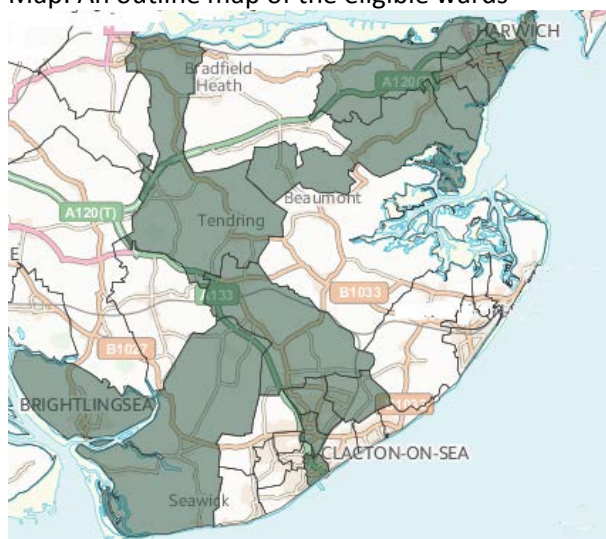 Map: An outline map of the eligible wards
HARWICH
Bradfield
Heath
A120(
Beaumont
A120(T)
Tendring
E
A133
B1033
B1027
BRIGHTLINGSEA
CLACTON-ON-SEA
Seawick